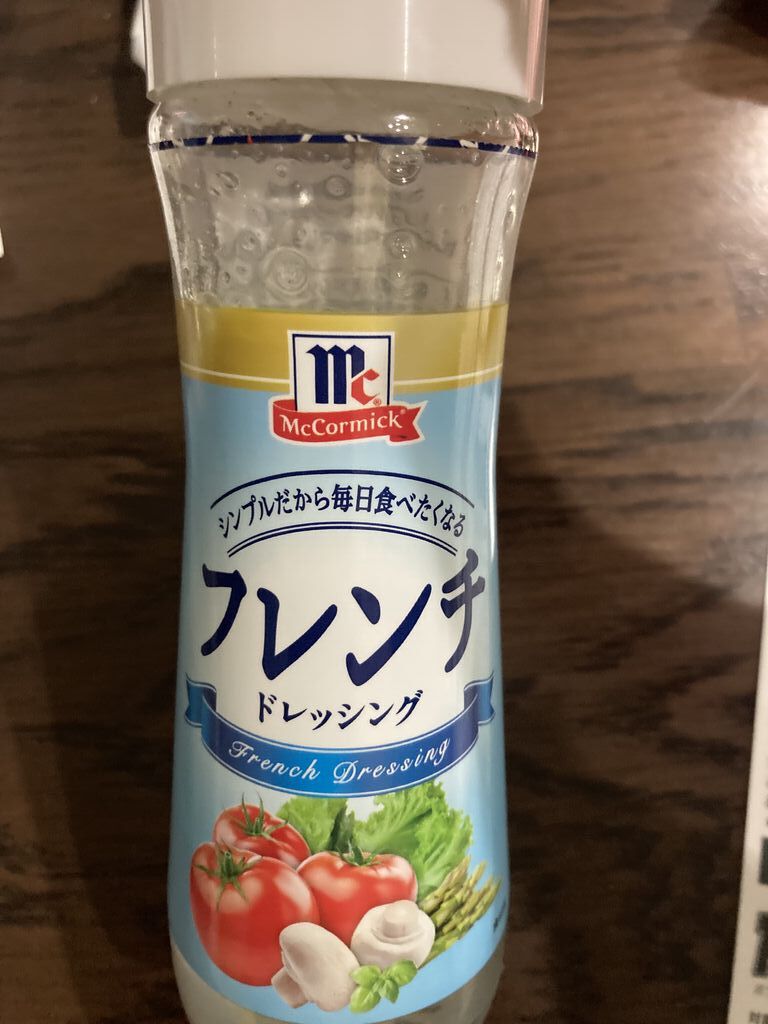 Mc
McCormick®
シンプルだから毎日食べたくなる
フレンチ
ドレッシング
French Dressing